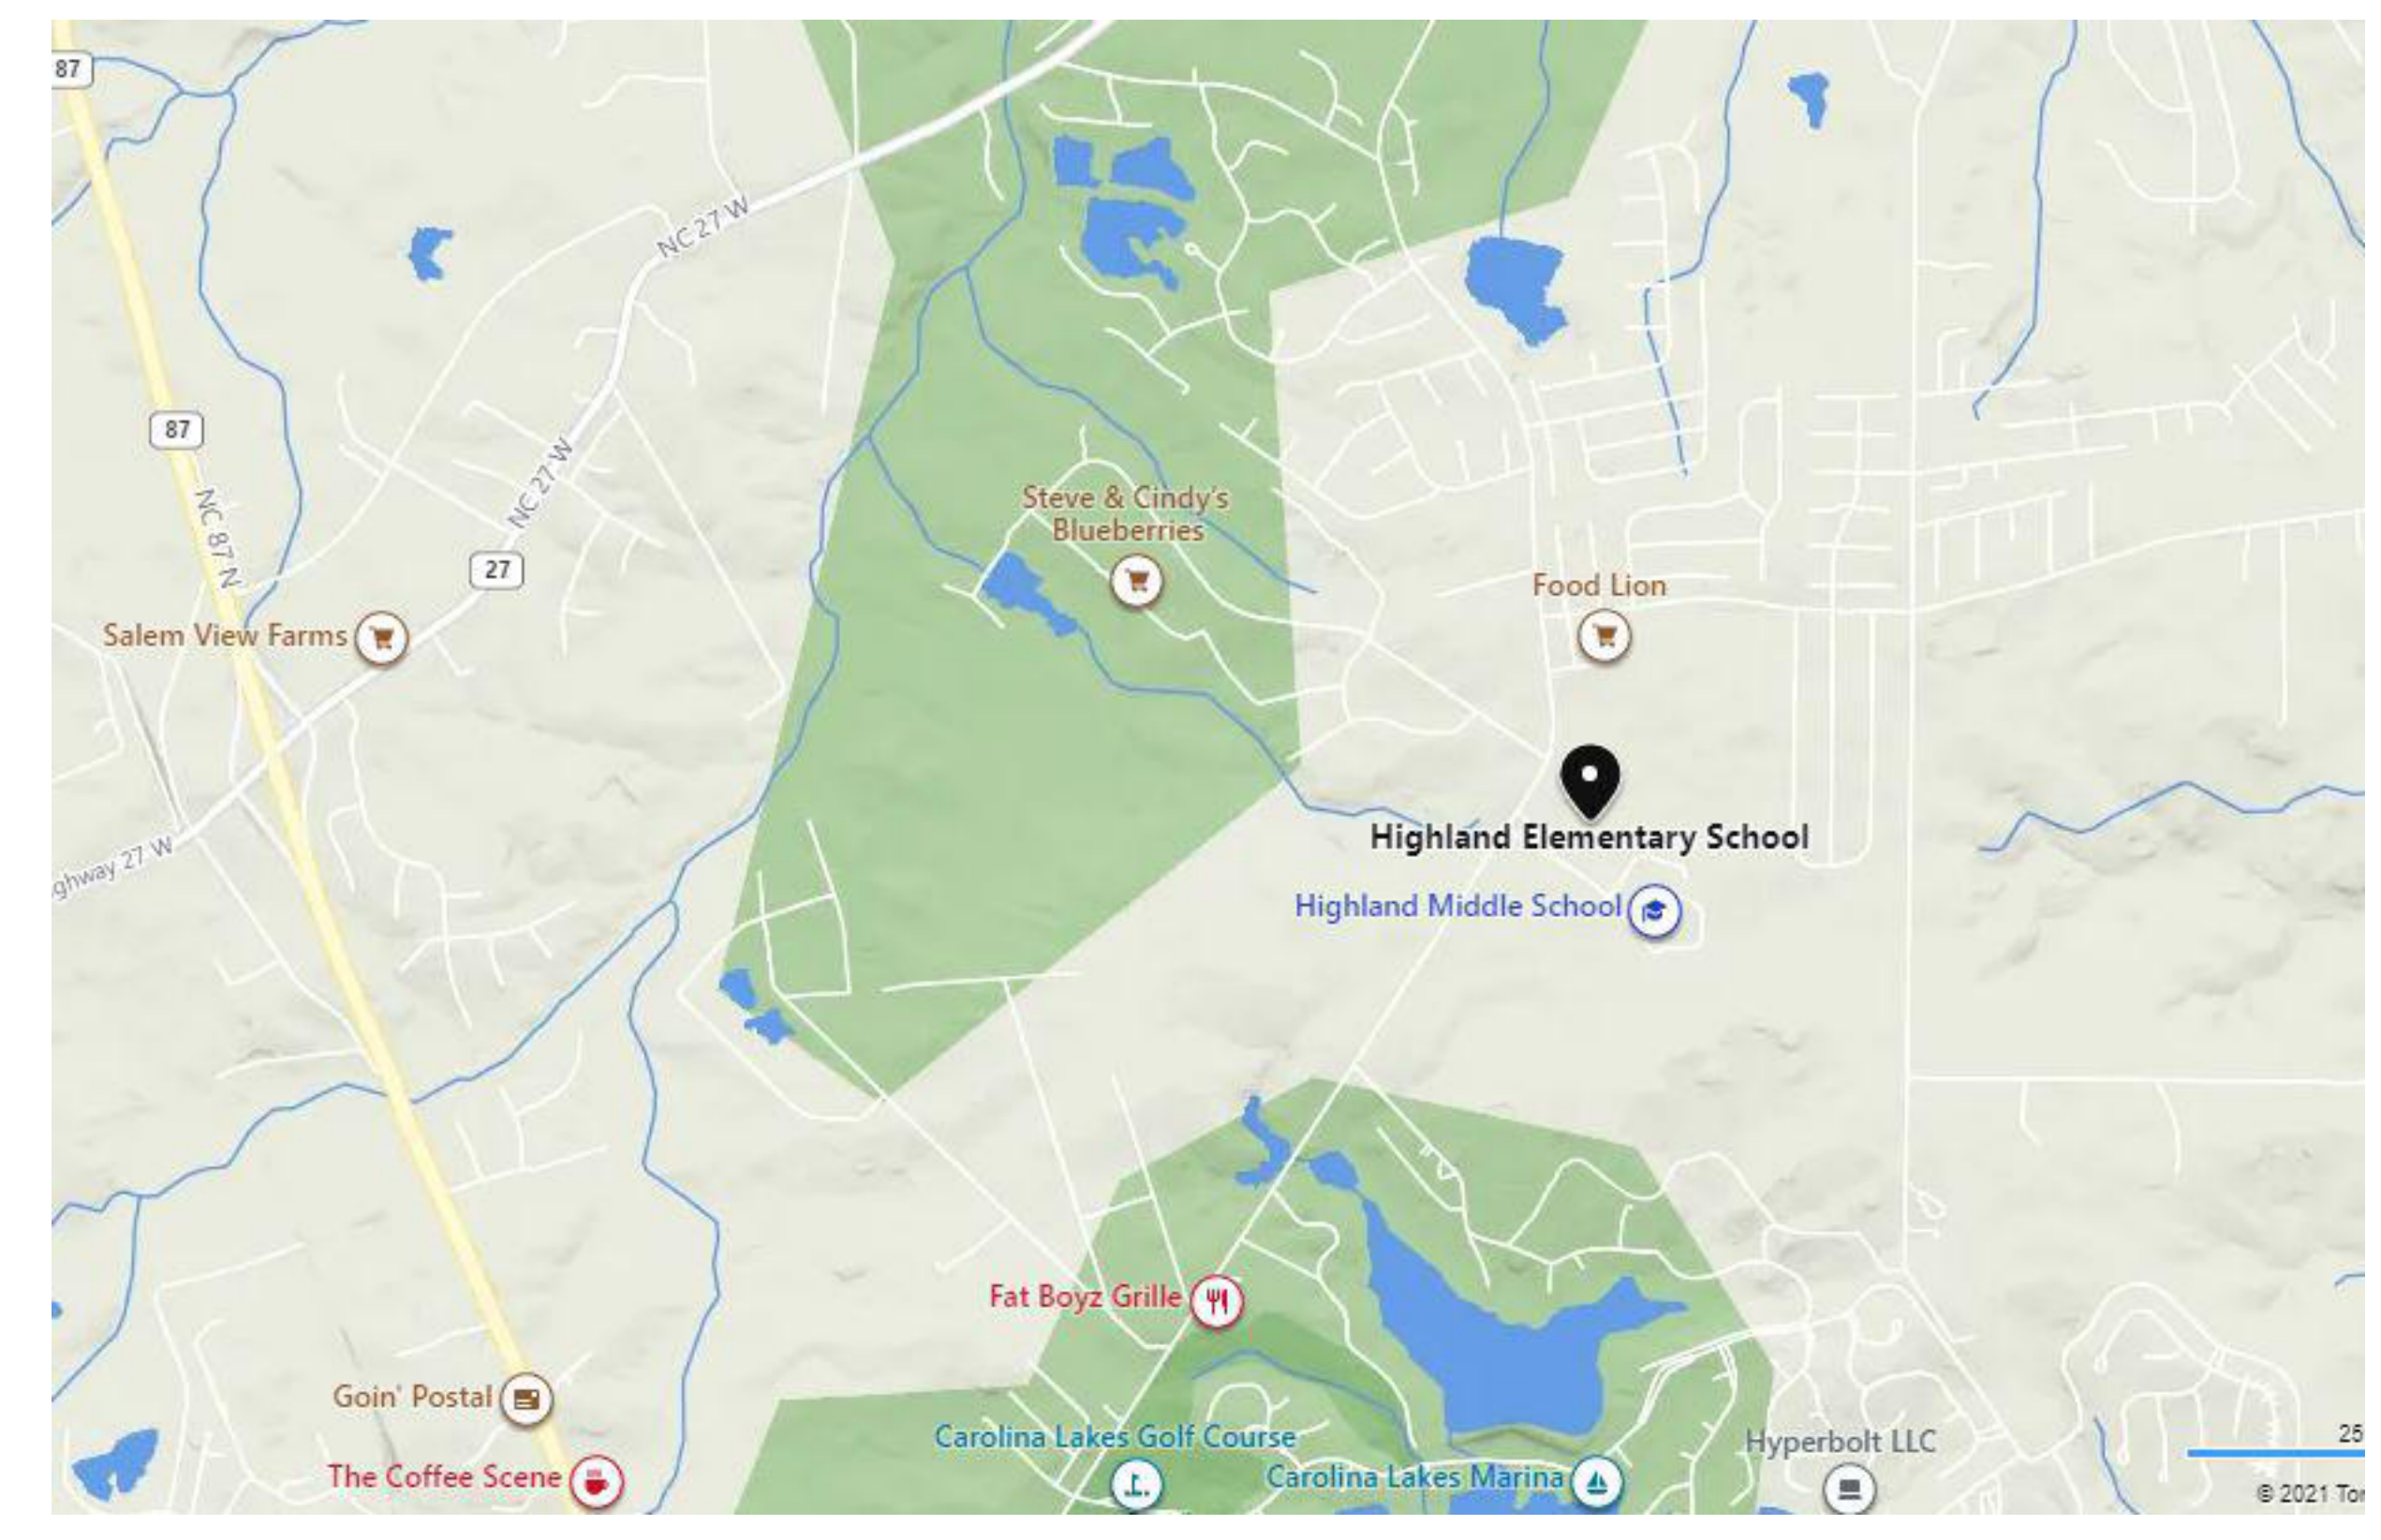 87
NC 27 W
87
NC 27 W
NC 87 N
Steve & Cindy's
Blueberries
27
Food Lion
Salem View Farms
Highland Elementary School
ghway 27 W
Highland Middle School
Fat Boyz Grille
Goin' Postal
Carolina Lakes Golf Course
Hyperbolt LLC
25
The Coffee Scene
Carolina Lakes Marina
© 2021 Tom